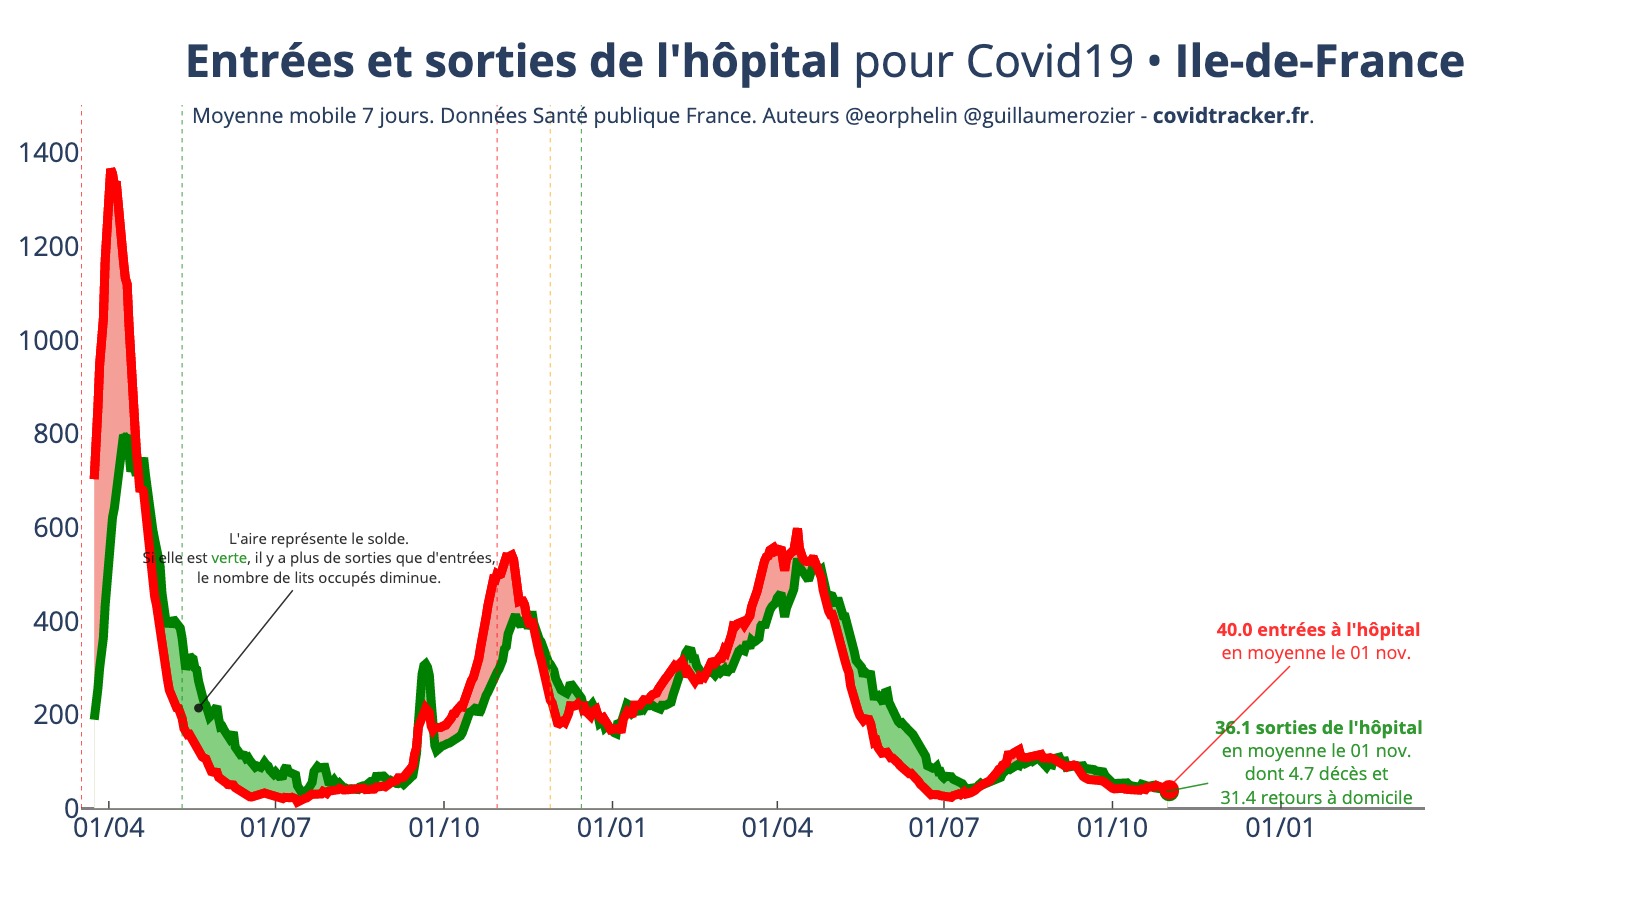 Entrées et sorties de l'hôpital pour Covid19 • Ile-de-France
Moyenne mobile 7 jours. Données Santé publique France. Auteurs @eorphelin @guillaumerozier - covidtracker.fr.
1400
1200
1000
800
600
400
200
0
L'aire représente le solde.
Si elle est verte, il y a plus de sorties que d'entrées,
le nombre de lits occupés diminue.
40.0 entrées à l'hôpital
en moyenne le 01 nov.
36.1 sorties de l'hôpital
en moyenne le 01 nov.
dont 4.7 décès et
31.4 retours à domicile
01/04 01/07 01/10 01/01 01/04 01/07 01/10 01/01